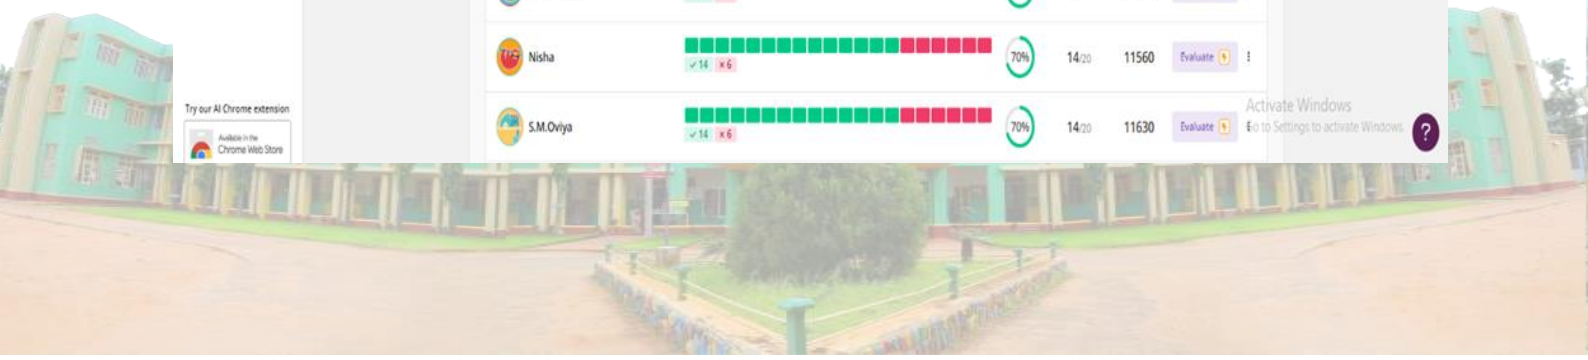 Nisha
✓ 14 × 6
70%
14/20
11560
Evaluate
Try our AI Chrome extension
Available in the
Chrome Web Store
S.M.Oviya
✓ 14 × 6
70%
14/20
11630
Evaluate
Activate Windows
Go to Settings to activate Windows.
?